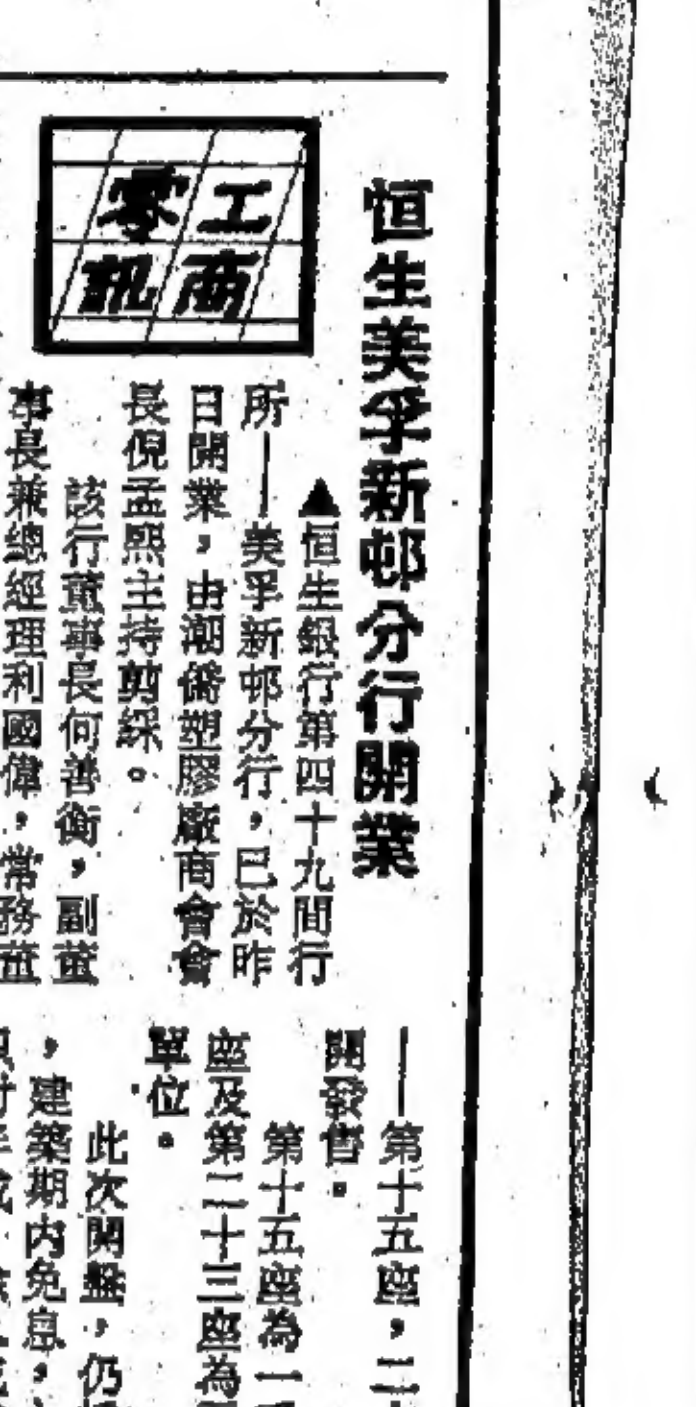 恒生美孚新邨分行開業
工商
零訊
▲恒生銀行第四十九間行
所——美孚新邨分行,已於昨
日開業,由潮僑塑膠廠商會會
長倪孟熙主持剪綵。
該行董事長何善衡,副董
事長兼總經理利國偉,常務董
——第十五座,二
開發售。
第十五座為一
座及第二十三座為
單位。
此次開盤,仍
,建築期內免息,